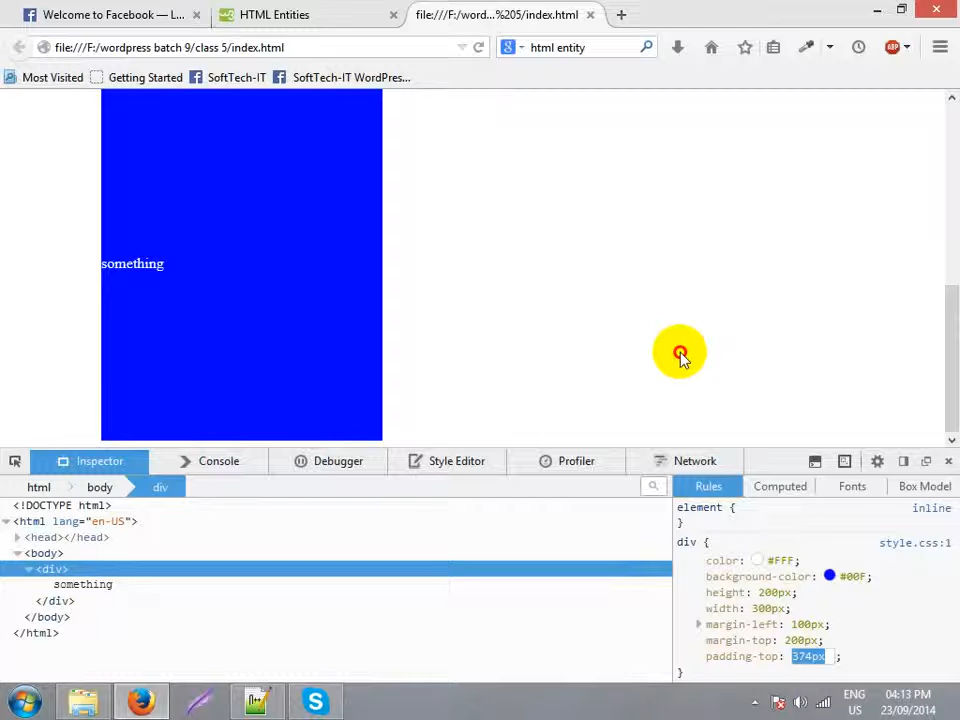 Welcome to Facebook — L... ×
HTML Entities ×
file:///F:/word...%205/index.html ×
file:///F:/wordpress batch 9/class 5/index.html
html entity
Most Visited
Getting Started
SoftTech-IT
SoftTech-IT WordPres...
something
Inspector
Console
Debugger
Style Editor
Profiler
Network
html
body
div
Rules
Computed
Fonts
Box Model
<!DOCTYPE html>
<html lang="en-US">
<head></head>
<body>
<div>
something
</div>
</body>
</html>
element {
inline
}
div {
style.css:1
color: #FFF;
background-color: #00F;
height: 200px;
width: 300px;
margin-left: 100px;
margin-top: 200px;
padding-top: 374px ;
}
ENG
US
04:13 PM
23/09/2014